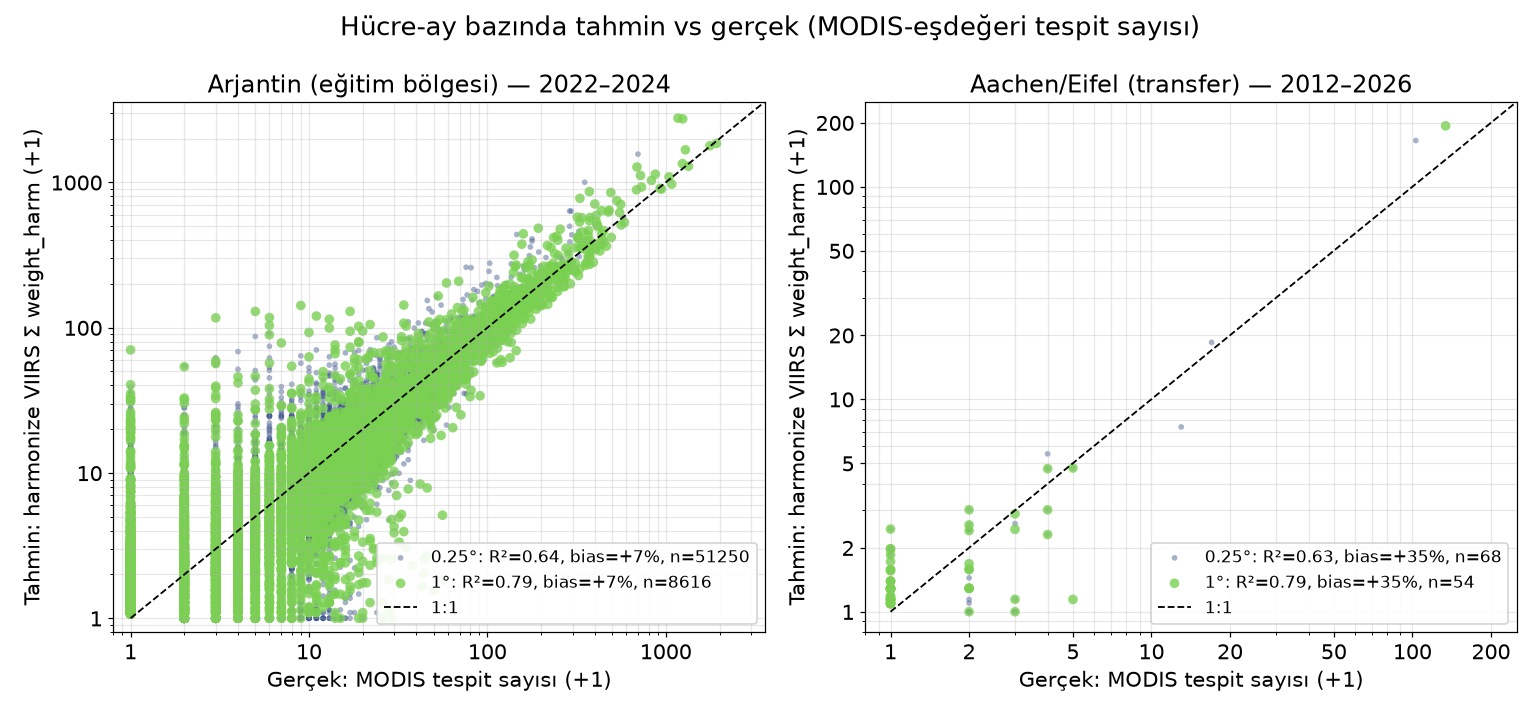 Hücre-ay bazında tahmin vs gerçek (MODIS-eşdeğeri tespit sayısı)
Arjantin (eğitim bölgesi) — 2022–2024
Tahmin: harmonize VIIRS Σ weight_harm (+1)
1000
100
10
1
1
10
100
1000
Gerçek: MODIS tespit sayısı (+1)
0.25°: R²=0.64, bias=+7%, n=51250
1°: R²=0.79, bias=+7%, n=8616
1:1
Aachen/Eifel (transfer) — 2012–2026
Tahmin: harmonize VIIRS Σ weight_harm (+1)
200
100
50
20
10
5
2
1
1
2
5
10
20
50
100
200
Gerçek: MODIS tespit sayısı (+1)
0.25°: R²=0.63, bias=+35%, n=68
1°: R²=0.79, bias=+35%, n=54
1:1